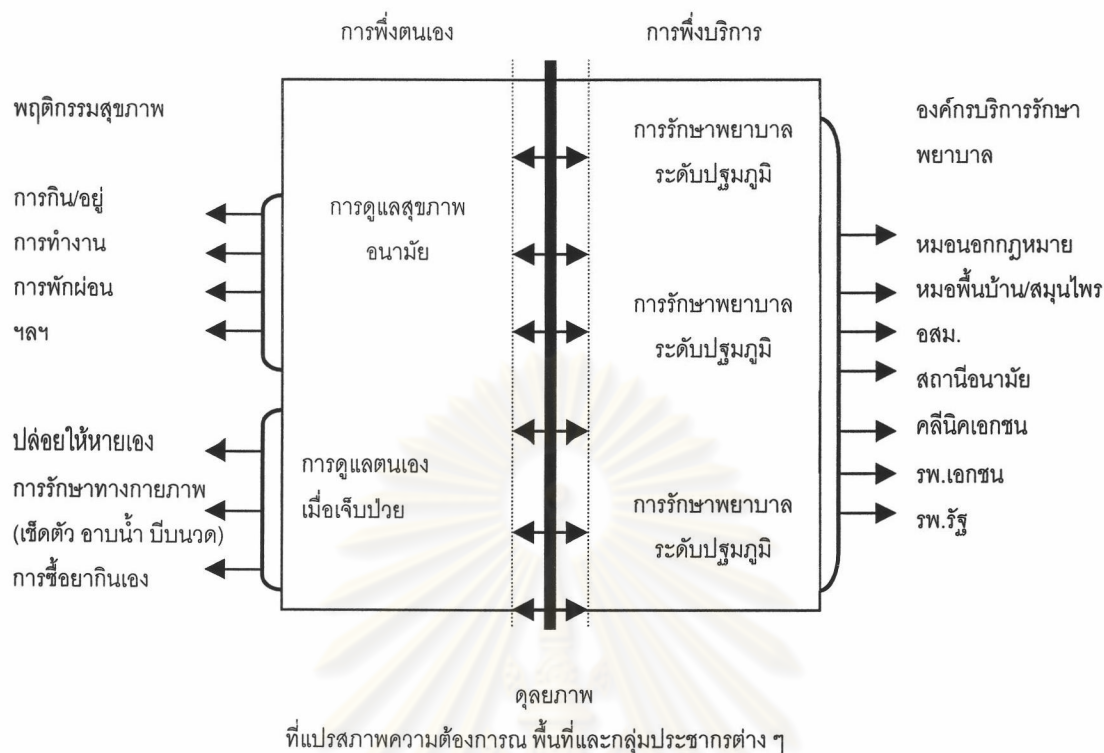 การพึ่งตนเอง
การพึ่งบริการ
พฤติกรรมสุขภาพ
การกิน/อยู่
การทำงาน
การพักผ่อน
ฯลฯ
ปล่อยให้หายเอง
การรักษาทางกายภาพ
(เช็ดตัว อาบน้ำ บีบนวด)
การซื้อยากินเอง
การดูแลสุขภาพ
อนามัย
การดูแลตนเอง
เมื่อเจ็บป่วย
การรักษาพยาบาล
ระดับปฐมภูมิ
การรักษาพยาบาล
ระดับปฐมภูมิ
การรักษาพยาบาล
ระดับปฐมภูมิ
องค์กรบริการรักษา
พยาบาล
หมอนอกกฎหมาย
หมอพื้นบ้าน/สมุนไพร
อสม.
สถานีอนามัย
คลีนิคเอกชน
รพ.เอกชน
รพ.รัฐ
ดุลยภาพ
ที่แปรสภาพความต้องการณ พื้นที่และกลุ่มประชากรต่าง ๆ